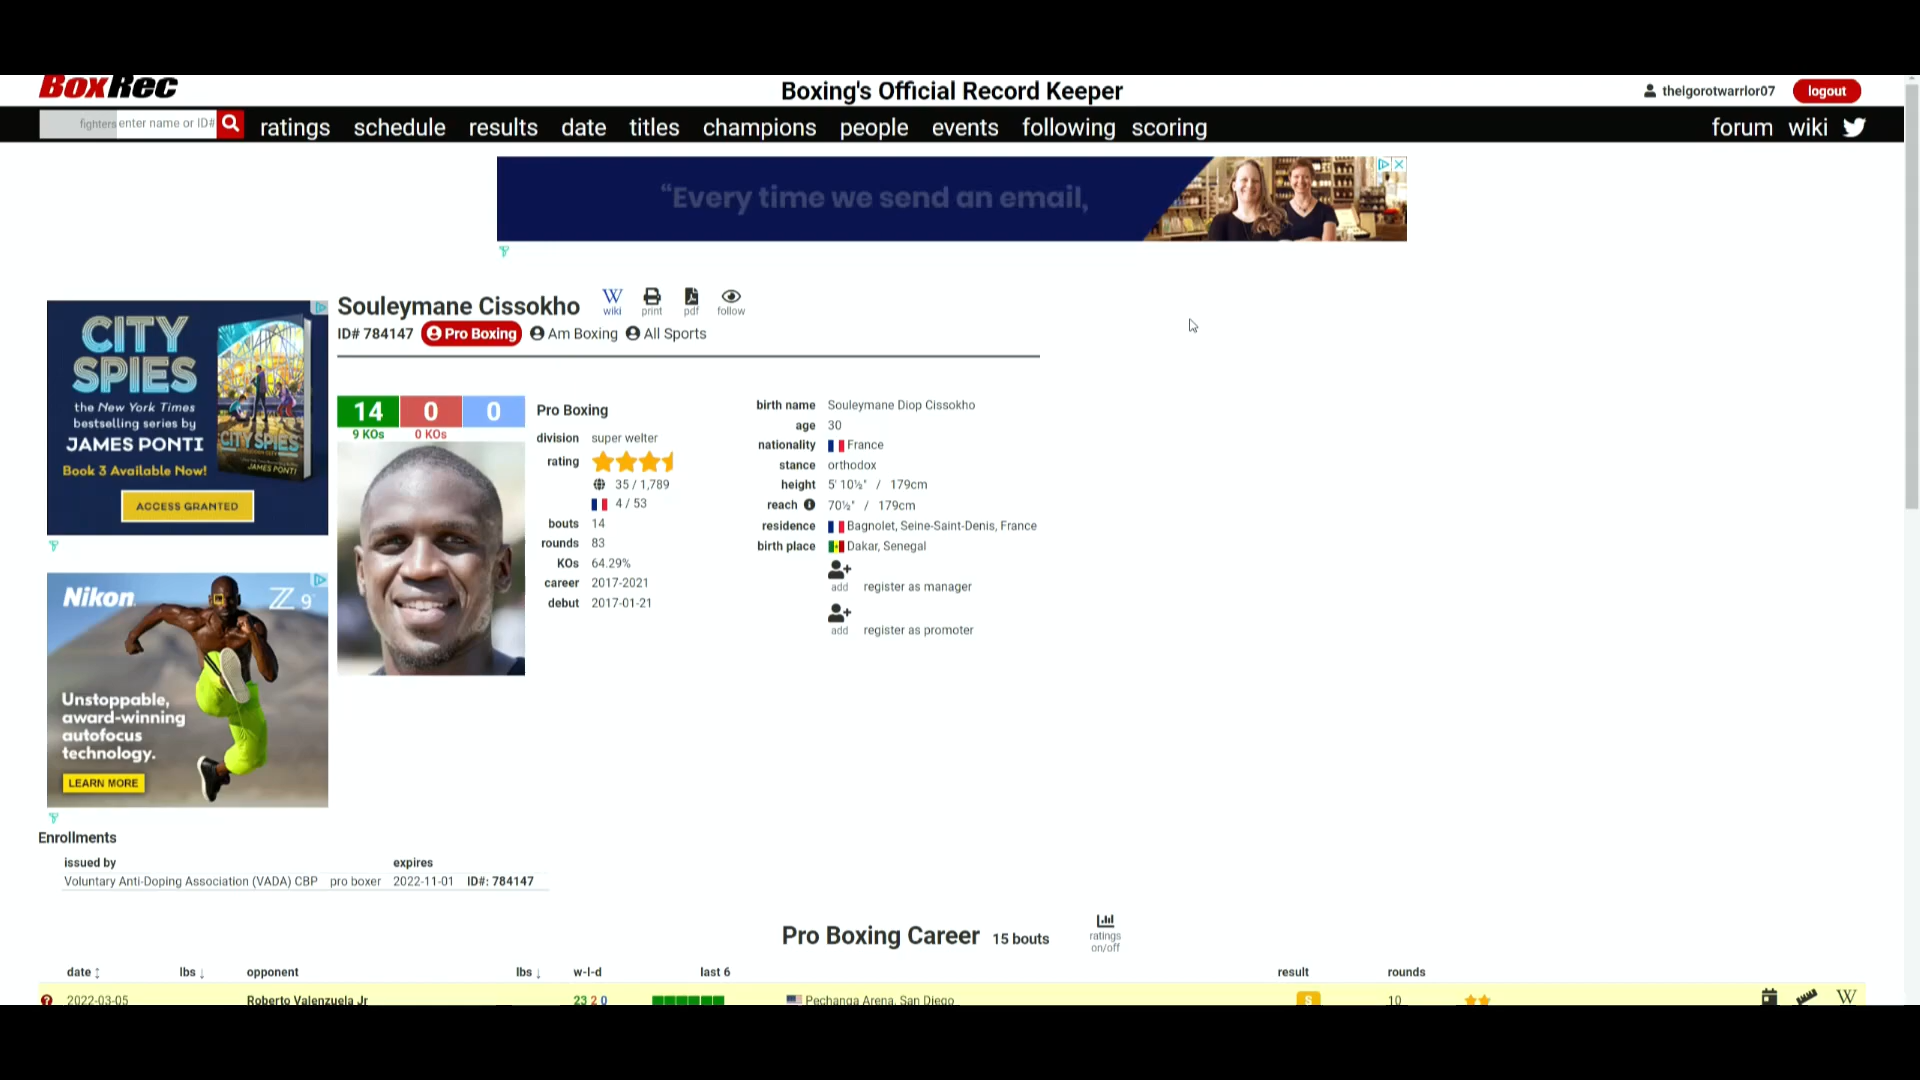 BoxRec
Boxing's Official Record Keeper
theigorotwarrior07
logout
fighters enter name or ID#
ratings schedule results date titles champions people events following scoring
forum wiki
“Every time we send an email,
CITY
SPIES
the New York Times
bestselling series by
JAMES PONTI
Book 3 Available Now!
ACCESS GRANTED
CITY SPIES
JAMES PONTI
Souleymane Cissokho
wiki print pdf follow
ID# 784147 Pro Boxing Am Boxing All Sports
14 0 0
9 KOs 0 KOs
Pro Boxing
division super welter
rating
35 / 1,789
4 / 53
bouts 14
rounds 83
KOs 64.29%
career 2017-2021
debut 2017-01-21
birth name Souleymane Diop Cissokho
age 30
nationality France
stance orthodox
height 5' 10½" / 179cm
reach 70½" / 179cm
residence Bagnolet, Seine-Saint-Denis, France
birth place Dakar, Senegal
add register as manager
add register as promoter
Nikon
Z 9
Unstoppable,
award-winning
autofocus
technology.
LEARN MORE
Enrollments
issued by expires
Voluntary Anti-Doping Association (VADA) CBP pro boxer 2022-11-01 ID#: 784147
Pro Boxing Career 15 bouts
ratings
on/off
date lbs opponent lbs w-l-d last 6 result rounds
2022-03-05 Roberto Valenzuela Jr 23 2 0 Pechanga Arena, San Diego S 10